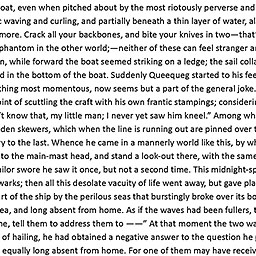 oat, even when pitched about by the most riotously perverse and
c waving and curling, and partially beneath a thin layer of water, al
more. Crack all your backbones, and bite your knives in two—that'
phantom in the other world;—neither of these can feel stranger an
n, while forward the boat seemed striking on a ledge; the sail colla
d in the bottom of the boat. Suddenly Queequeg started to his fee
thing most momentous, now seems but a part of the general joke.
oint of scuttling the craft with his own frantic stampings; considerin
't know that, my little man; I never yet saw him kneel.” Among wh
den skewers, which when the line is running out are pinned over t
ry to the last. Whence he came in a mannerly world like this, by wh
to the main-mast head, and stand a look-out there, with the same
ailor swore he saw it once, but not a second time. This midnight-sp
warks; then all this desolate vacuity of life went away, but gave pla
rt of the ship by the perilous seas that burstingly broke over its bo
ea, and long absent from home. As if the waves had been fullers, t
ne, tell them to address them to ——” At that moment the two wa
of hailing, he had obtained a negative answer to the question he p
equally long absent from home. For one of them may have receiv